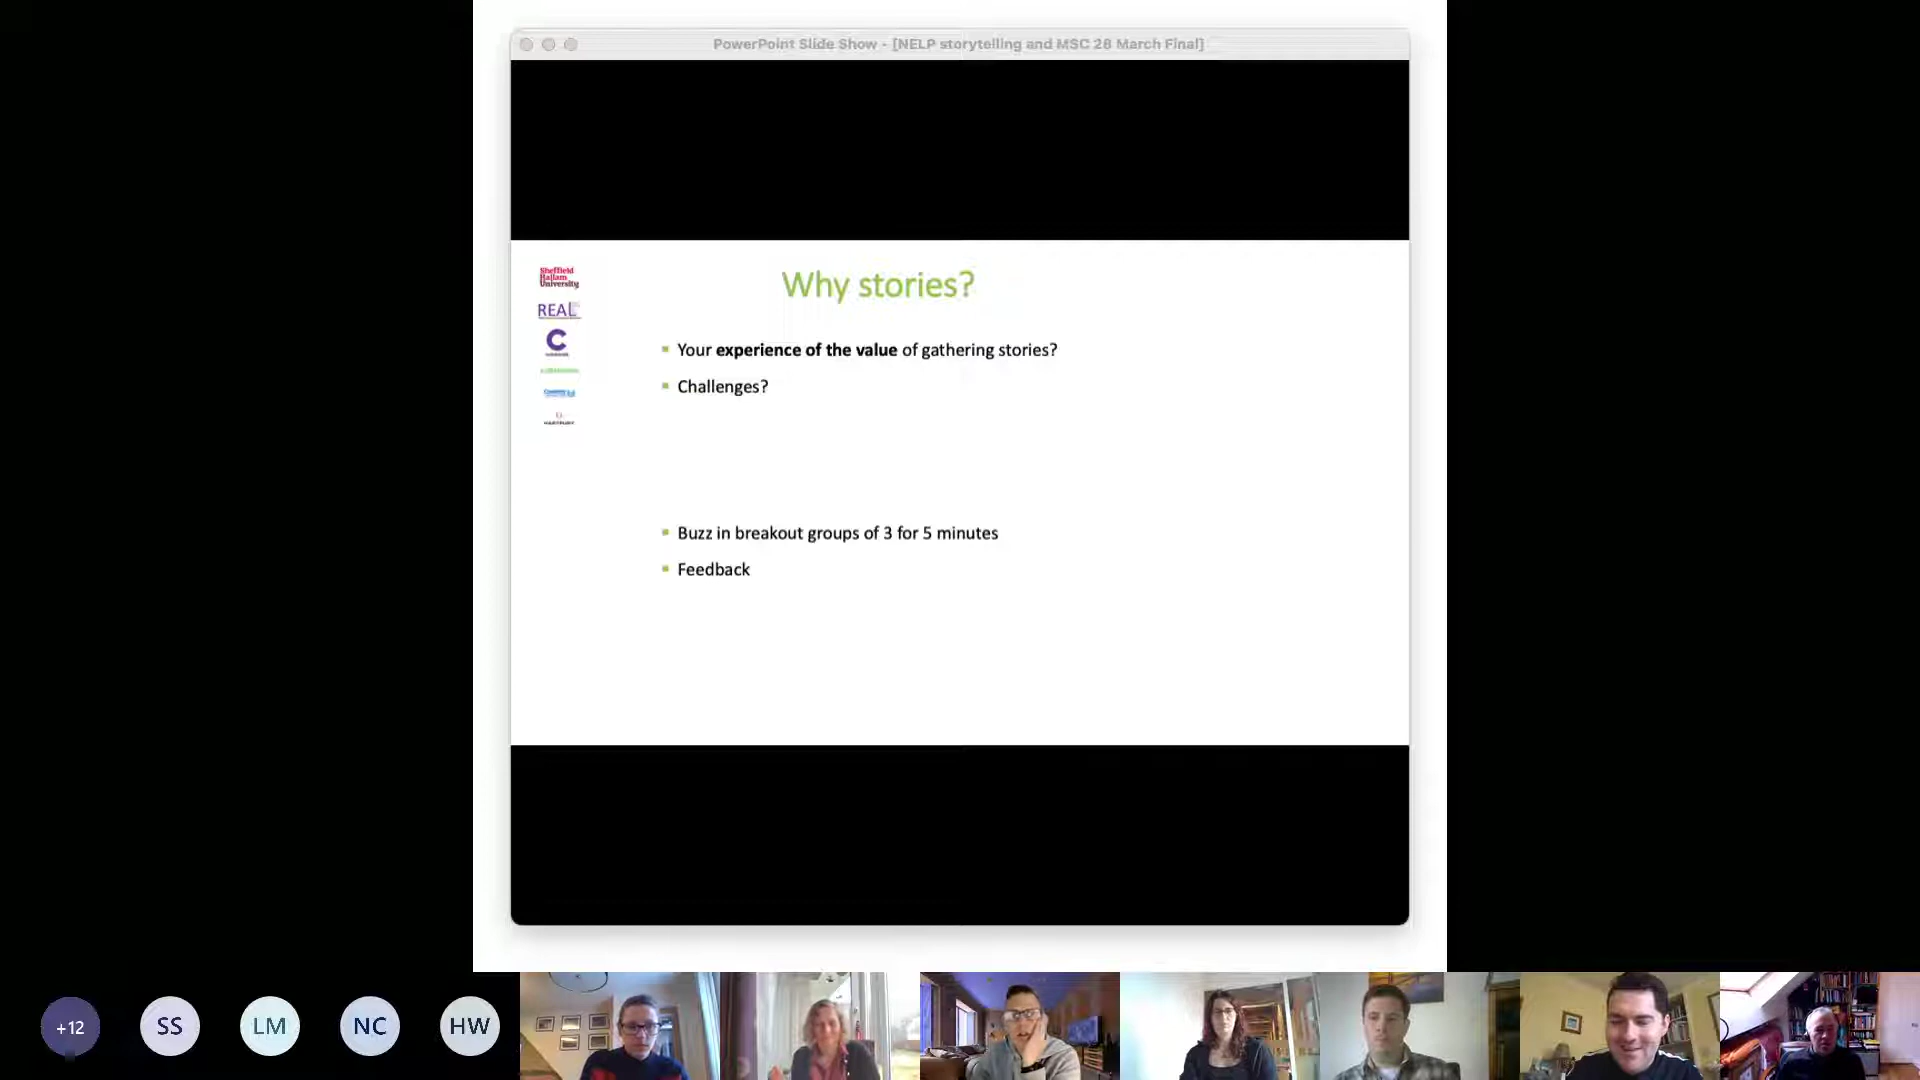 PowerPoint Slide Show - [NELP storytelling and MSC 28 March Final]
Sheffield
Hallam
University
REAL
C
Why stories?
Your experience of the value of gathering stories?
Challenges?
Buzz in breakout groups of 3 for 5 minutes
Feedback
+12
SS
LM
NC
HW